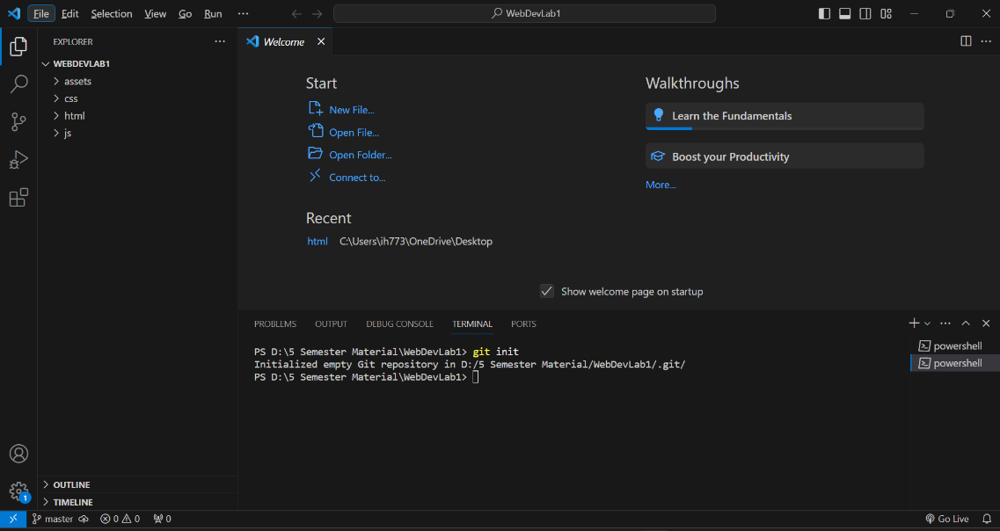 File Edit Selection View Go Run ··· WebDevLab1
EXPLORER ···
WEBDEVLAB1
assets
css
html
js
OUTLINE
TIMELINE
Welcome
Start
New File...
Open File...
Open Folder...
Connect to...
Recent
html C:\Users\ih773\OneDrive\Desktop
Walkthroughs
Learn the Fundamentals
Boost your Productivity
More...
Show welcome page on startup
PROBLEMS OUTPUT DEBUG CONSOLE TERMINAL PORTS
PS D:\5 Semester Material\WebDevLab1> git init
Initialized empty Git repository in D:/5 Semester Material/WebDevLab1/.git/
PS D:\5 Semester Material\WebDevLab1>
powershell
powershell
1
master 0 0 0 Go Live